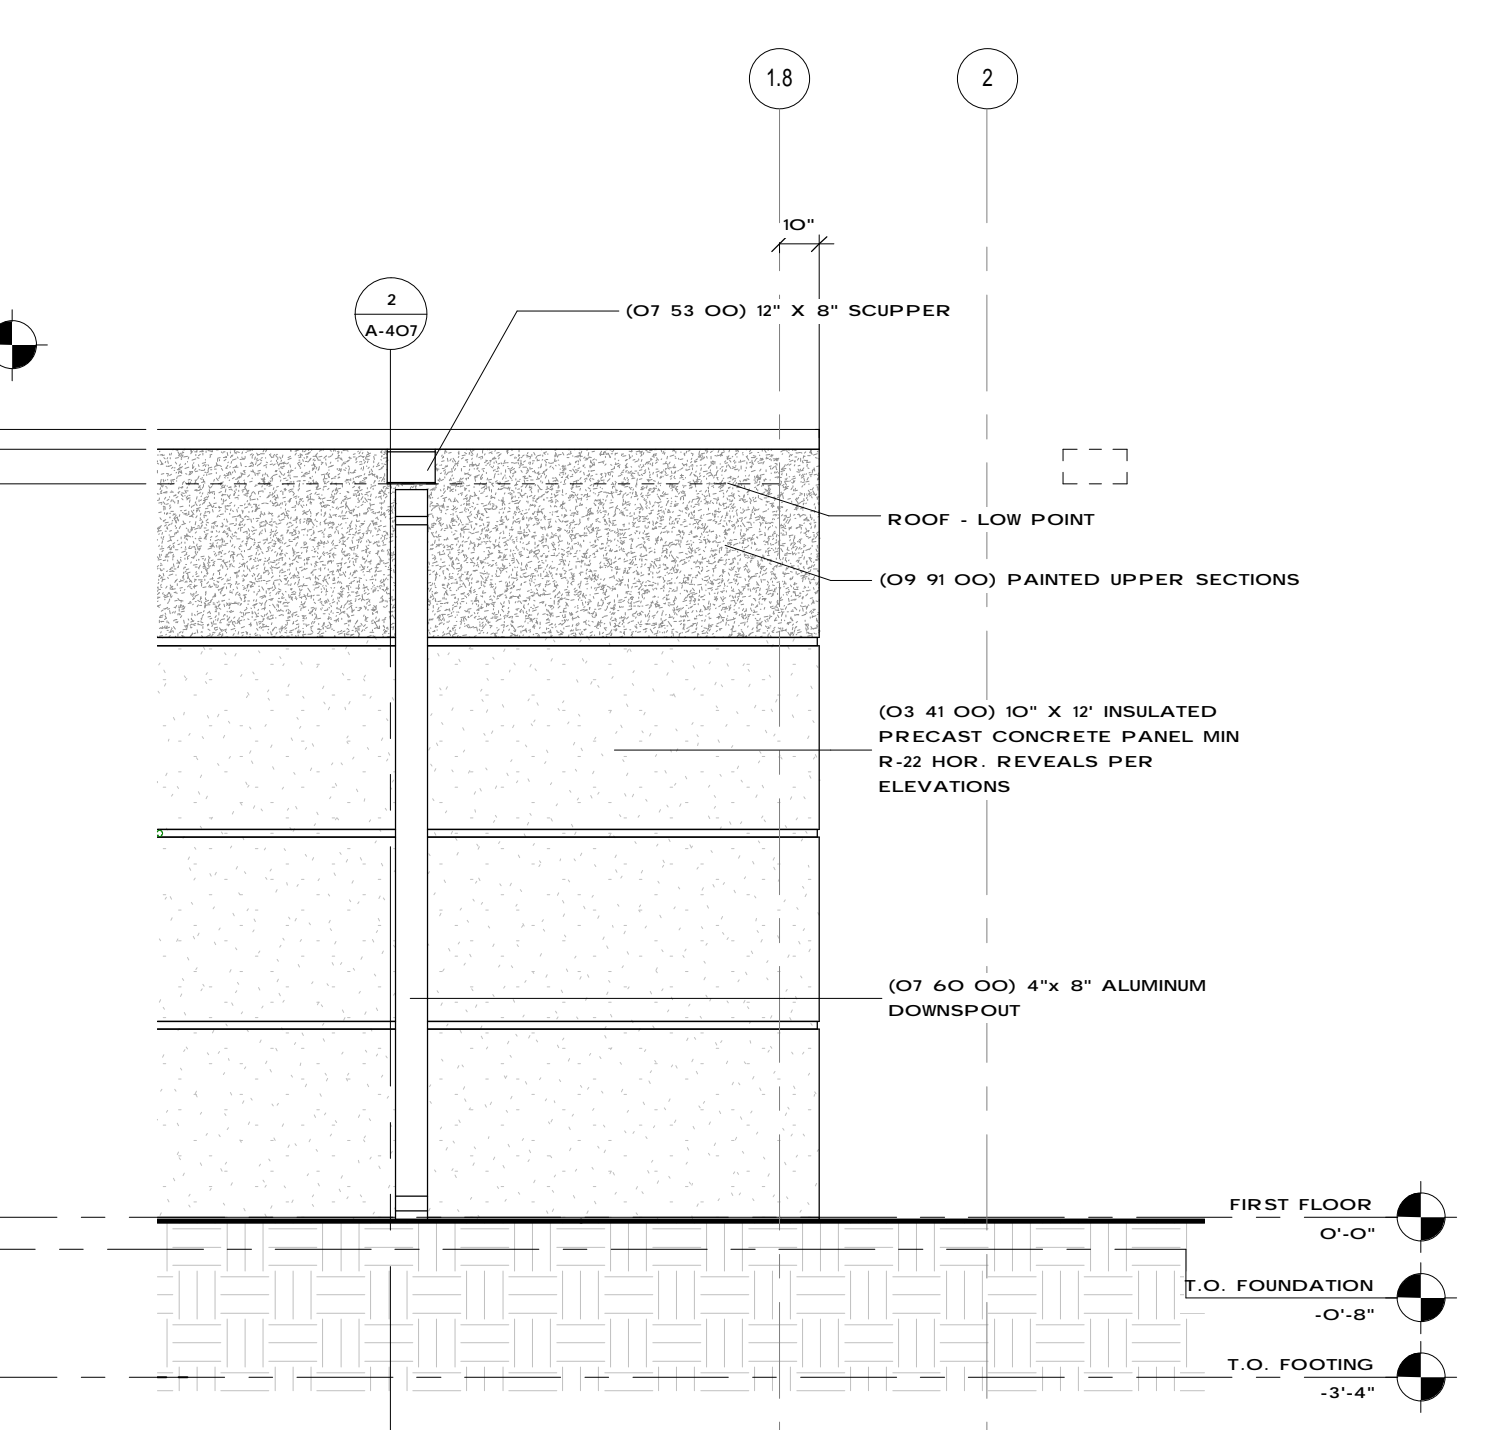 1.8
2
10"
2
A-407
(07 53 00) 12" X 8" SCUPPER
ROOF - LOW POINT
(09 91 00) PAINTED UPPER SECTIONS
(03 41 00) 10" X 12' INSULATED
PRECAST CONCRETE PANEL MIN
R-22 HOR. REVEALS PER
ELEVATIONS
(07 60 00) 4"x 8" ALUMINUM
DOWNSPOUT
FIRST FLOOR
0'-0"
T.O. FOUNDATION
-0'-8"
T.O. FOOTING
-3'-4"